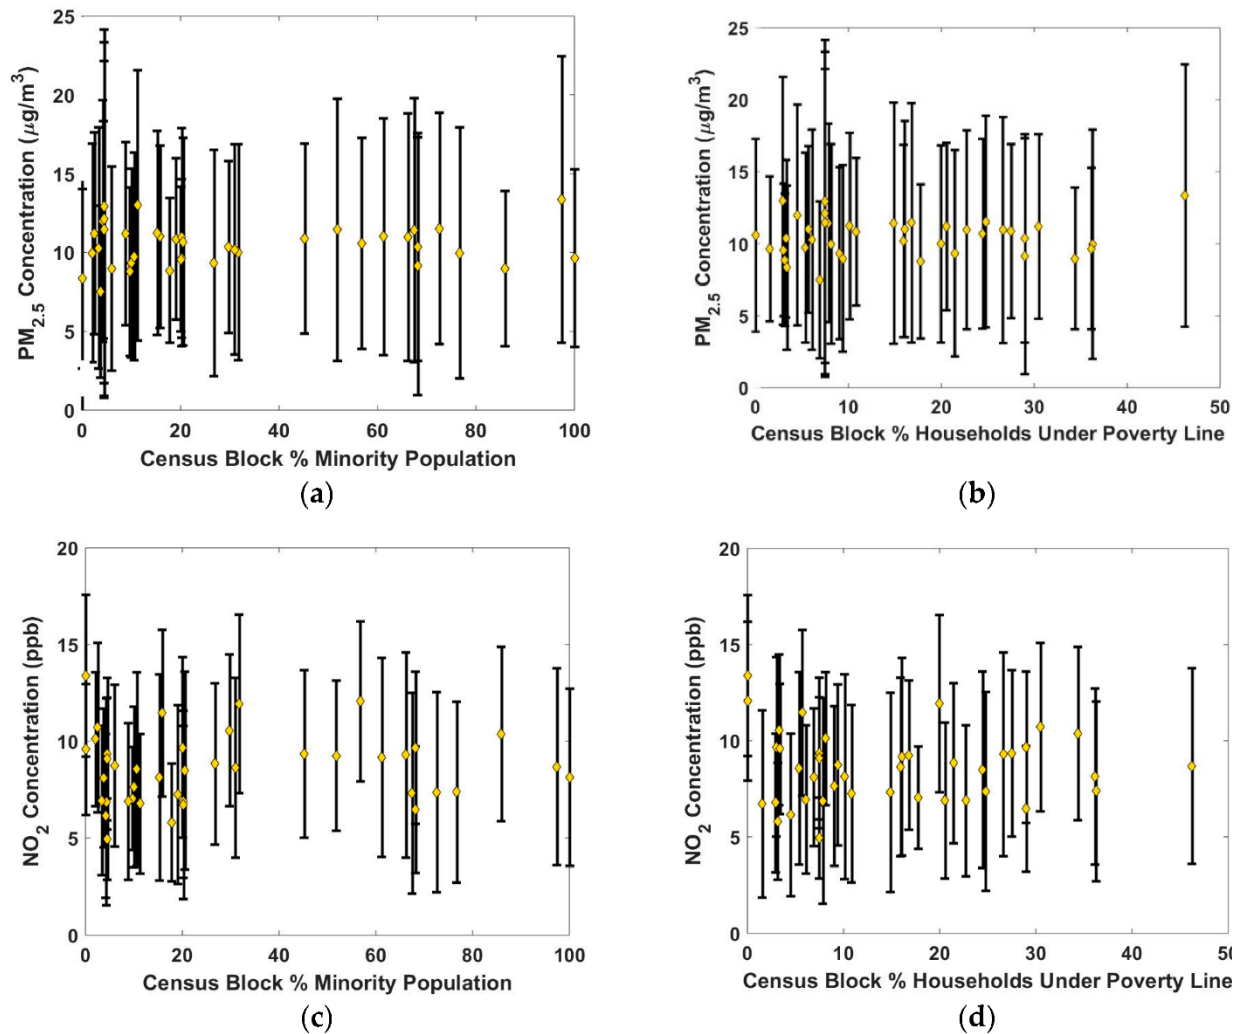 25
20
15
10
5
0
PM2.5 Concentration (μg/m3)
0 20 40 60 80 100
Census Block % Minority Population
(a)
25
20
15
10
5
0
PM2.5 Concentration (μg/m3)
0 10 20 30 40 50
Census Block % Households Under Poverty Line
(b)
20
15
10
5
0
NO2 Concentration (ppb)
0 20 40 60 80 100
Census Block % Minority Population
(c)
20
15
10
5
0
NO2 Concentration (ppb)
0 10 20 30 40
Census Block % Households Under Poverty Line
(d)